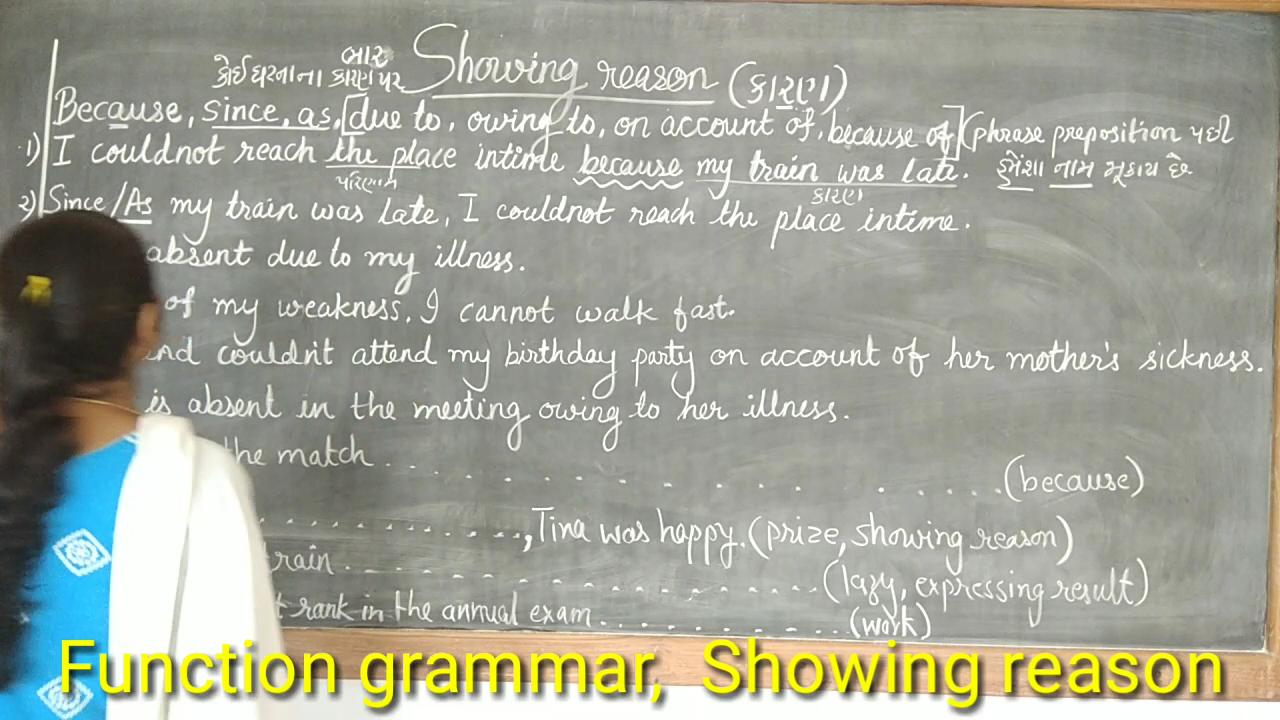 બાર
કોઈ ઘટનાના કારણ પર Showing reason (કારણ)
Because, since, as, [due to, owing to, on account of, because of] (phrase preposition પછી
1) I couldnot reach the place intime because my train was late. હંમેશા નામ મૂકાય છે
પરિણામ કારણ
૨) Since/As my train was late, I couldnot reach the place intime.
absent due to my illness.
of my weakness, I cannot walk fast.
nd couldn't attend my birthday party on account of her mother's sickness.
is absent in the meeting owing to her illness.
the match .......... (because)
.........., Tina was happy. (prize, showing reason)
rain .......... (lazy, expressing result)
t rank in the annual exam .......... (work)
Function grammar, Showing reason